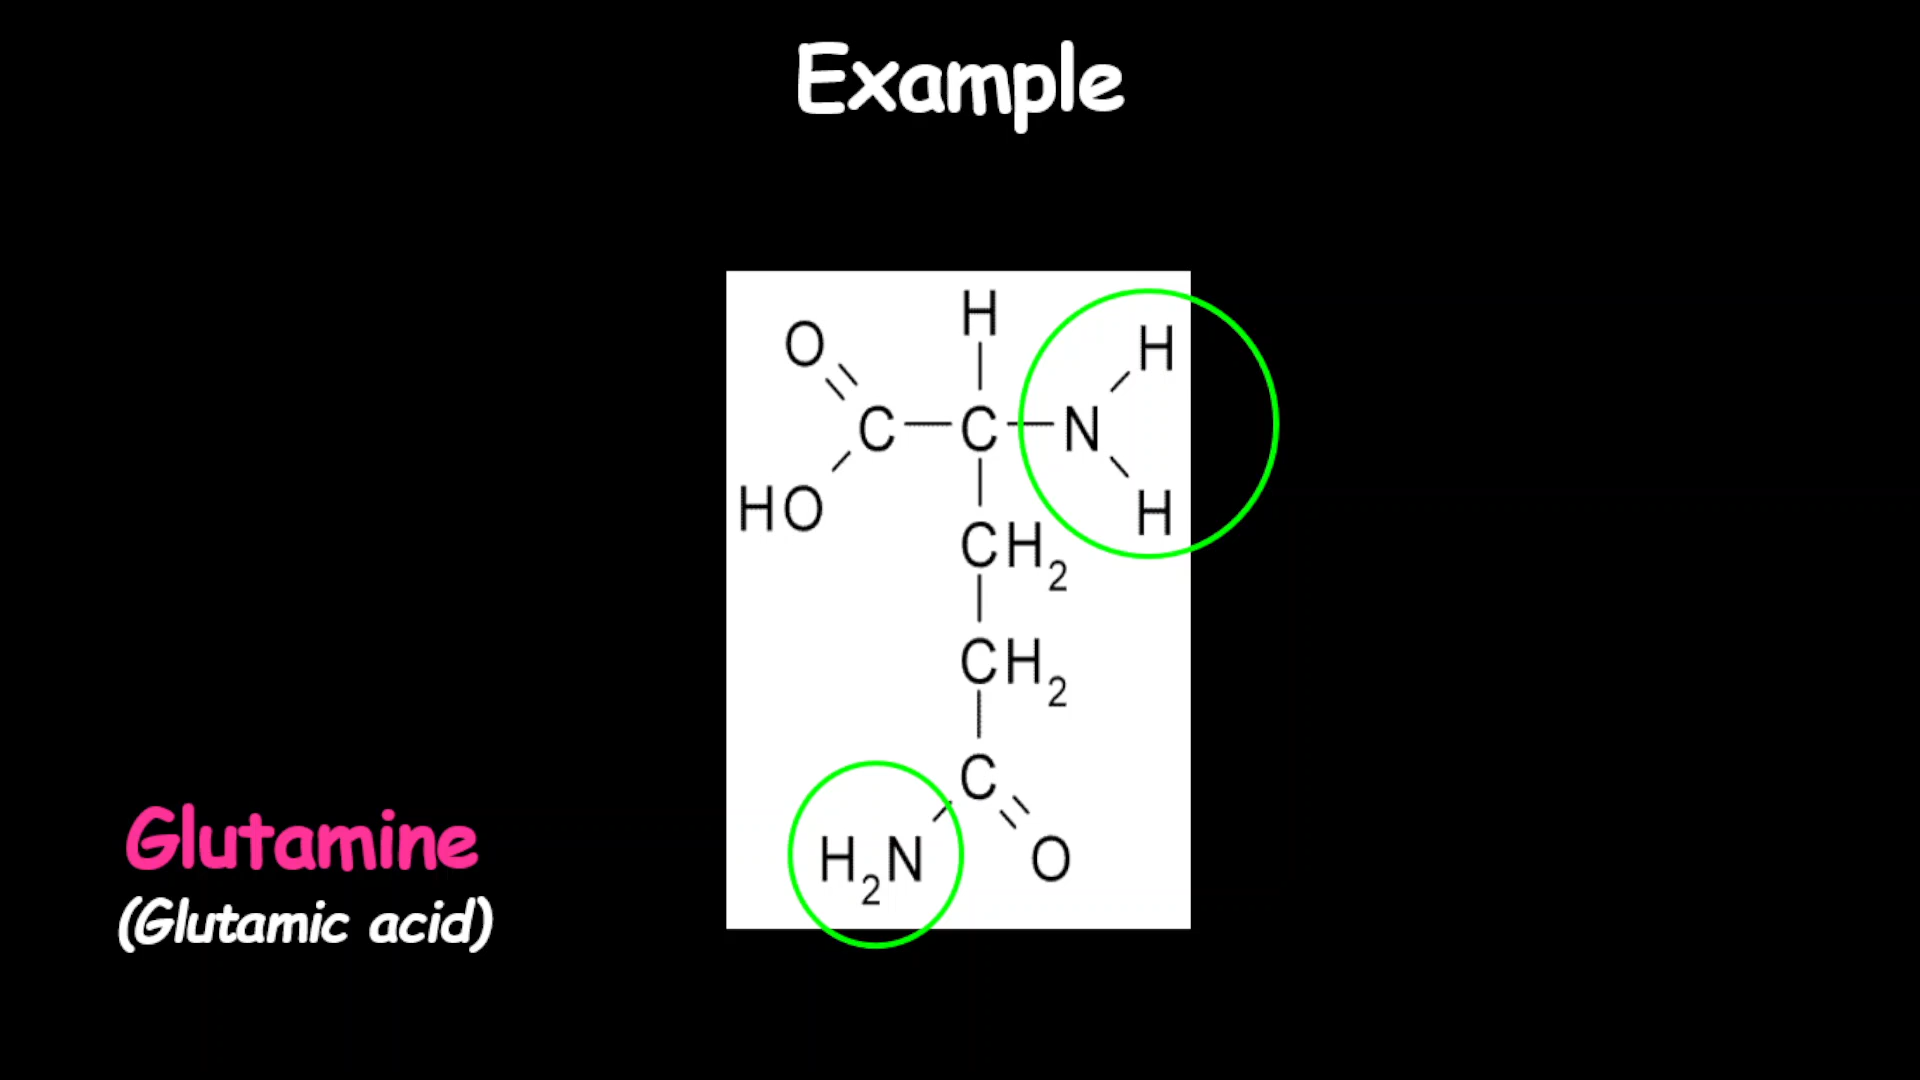 Example
H
O
H
C
C
N
HO
H
CH₂
CH₂
C
H₂N
O
Glutamine
(Glutamic acid)